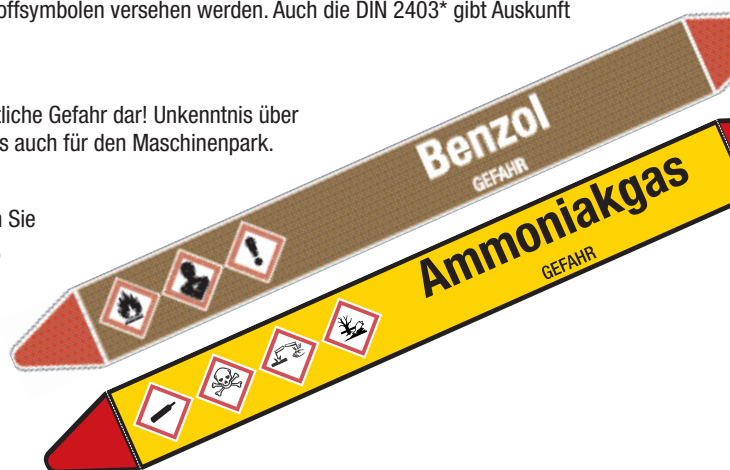 offsymbolen versehen werden. Auch die DIN 2403* gibt Auskunft
tliche Gefahr dar! Unkenntnis über
s auch für den Maschinenpark.
Sie
Benzol
GEFAHR
Ammoniakgas
GEFAHR